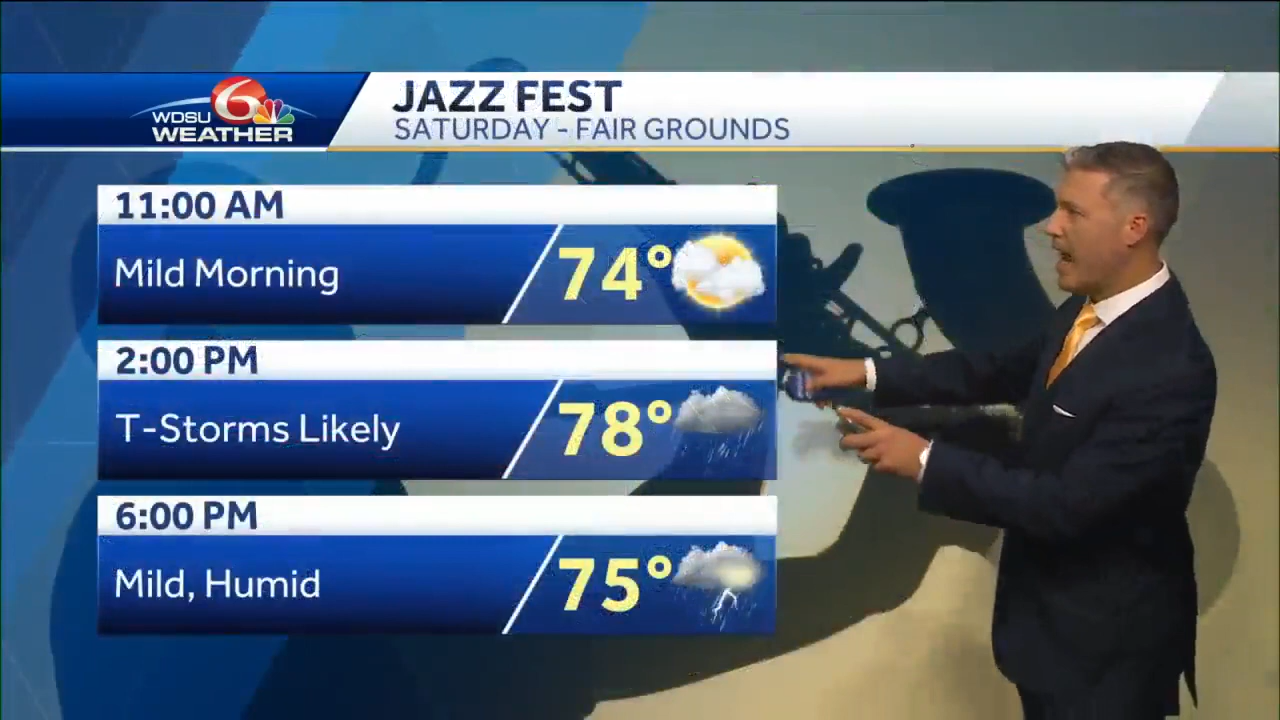 WDSU 6
WEATHER
JAZZ FEST
SATURDAY - FAIR GROUNDS
11:00 AM
Mild Morning
74°
2:00 PM
T-Storms Likely
78°
6:00 PM
Mild, Humid
75°